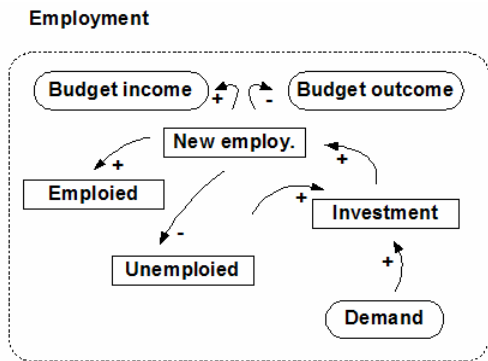 Employment
Budget income
+
-
Budget outcome
New employ.
+
+
Emploied
+
Investment
-
Unemploied
+
Demand